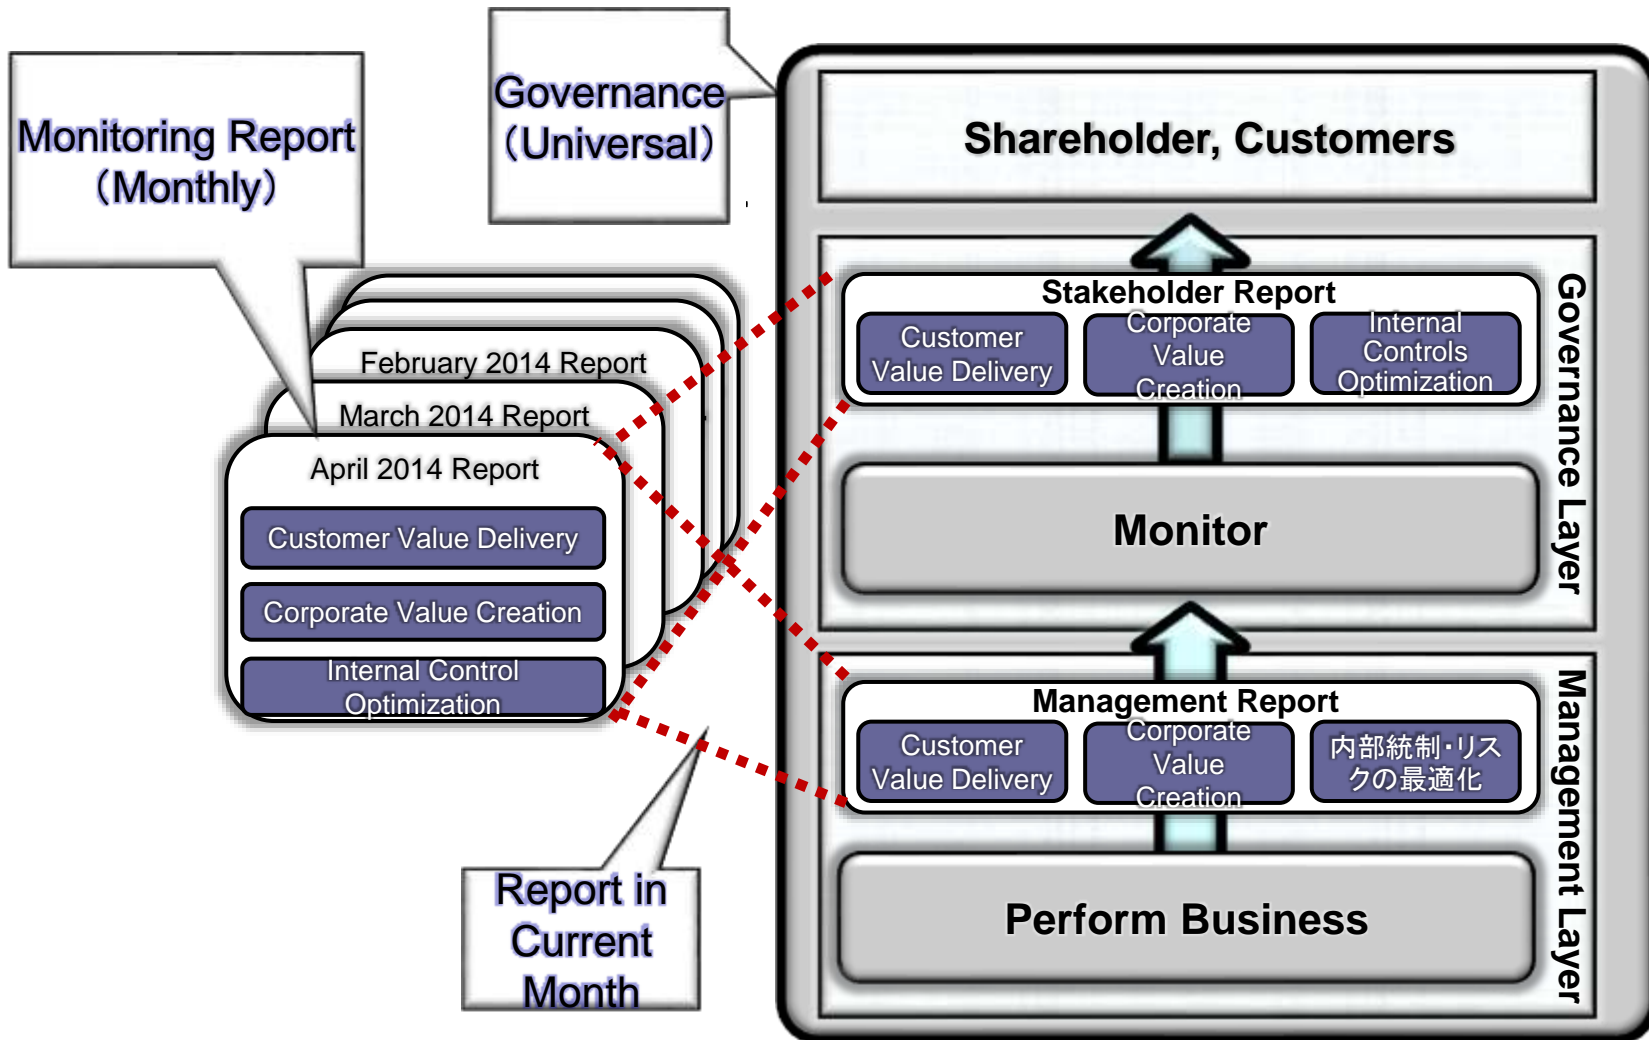 Monitoring Report
（Monthly）
Governance
（Universal）
Shareholder, Customers
Stakeholder Report
Customer
Value Delivery
Corporate
Value
Creation
Internal
Controls
Optimization
Governance Layer
Monitor
February 2014 Report
March 2014 Report
April 2014 Report
Customer Value Delivery
Corporate Value Creation
Internal Control
Optimization
Management Report
Customer
Value Delivery
Corporate
Value
Creation
内部統制・リス
クの最適化
Management Layer
Perform Business
Report in
Current
Month